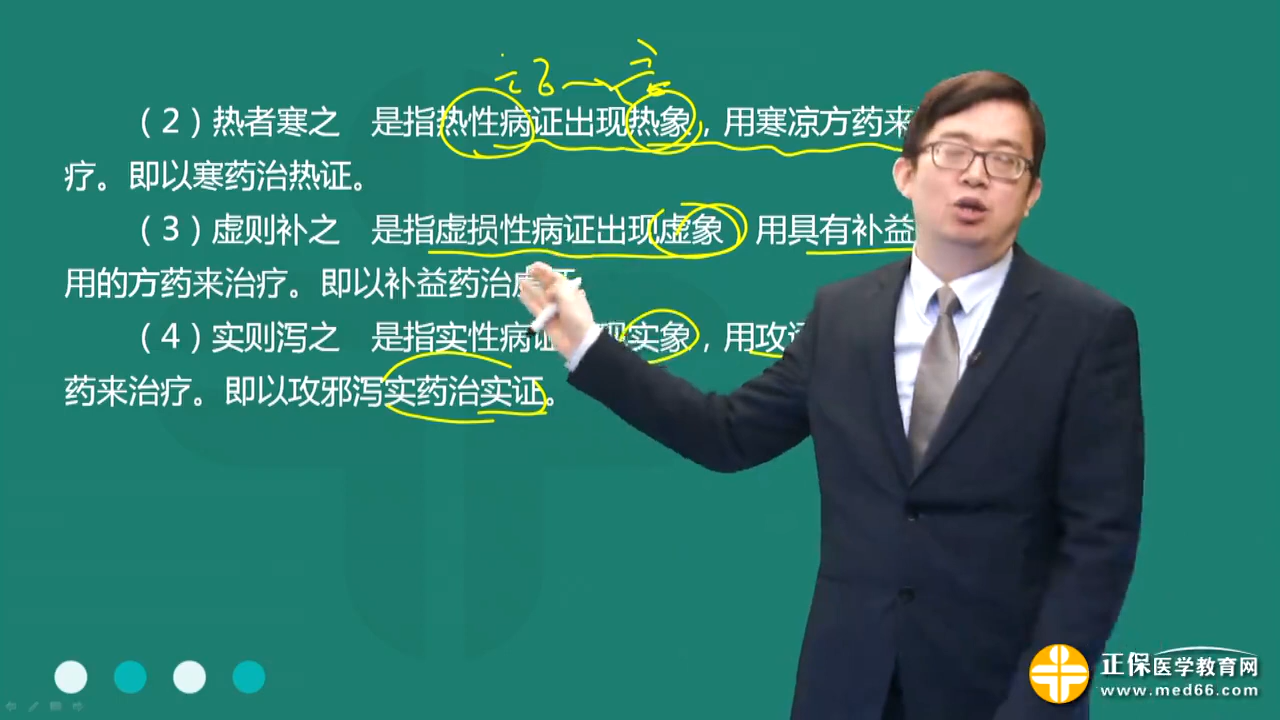 （2）热者寒之 是指热性病证出现热象，用寒凉方药来
疗。即以寒药治热证。
（3）虚则补之 是指虚损性病证出现虚象 用具有补益
用的方药来治疗。即以补益药治虚证
（4）实则泻之 是指实性病证 现实象，用攻
药来治疗。即以攻邪泻实药治实证。
正保医学教育网
www.med66.com